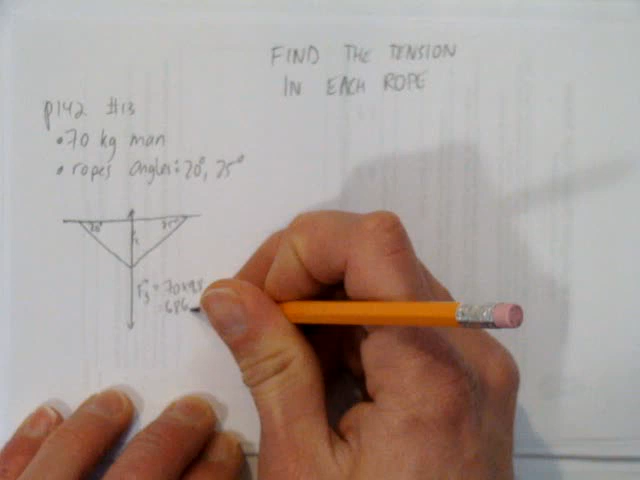 FIND THE TENSION
IN EACH ROPE
p142 #13
• 70 kg man
• ropes angles: 20°, 25°
20° 25°
= 70x9.8
686